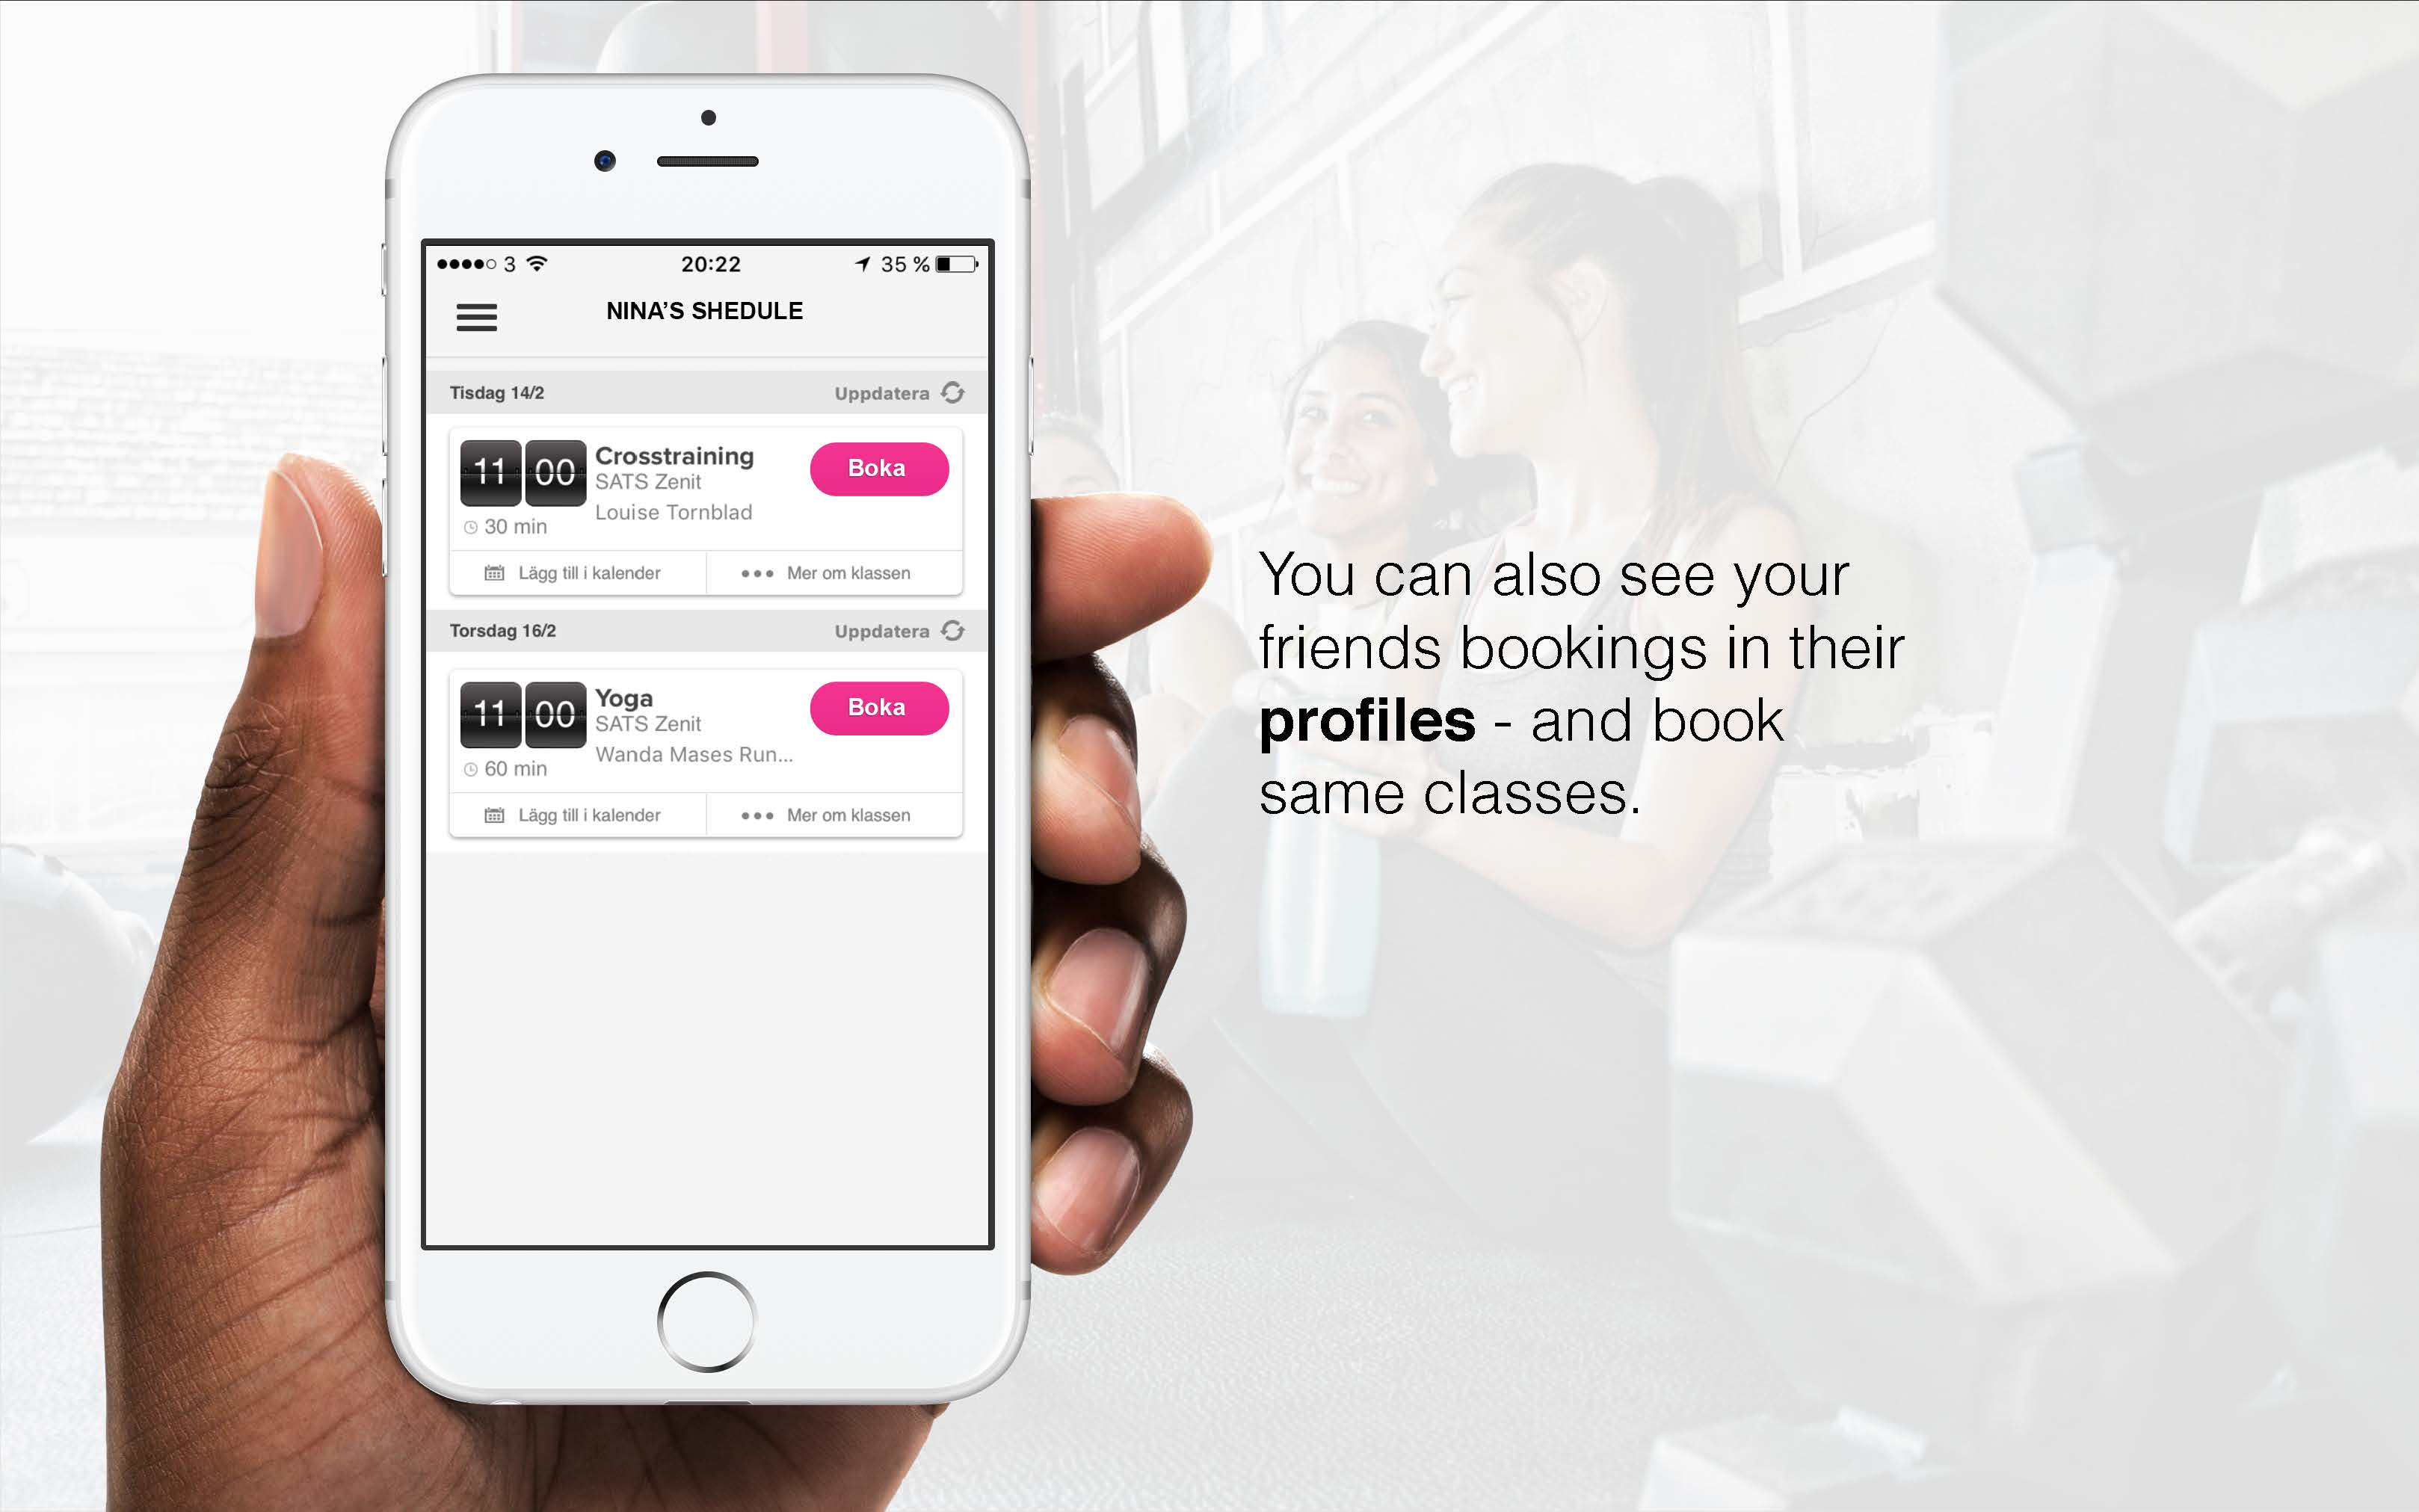 3 20:22 35 %
NINA’S SHEDULE
Tisdag 14/2 Uppdatera
11 00 Crosstraining Boka
SATS Zenit
Louise Tornblad
30 min
Lägg till i kalender Mer om klassen
Torsdag 16/2 Uppdatera
11 00 Yoga Boka
SATS Zenit
Wanda Mases Run...
60 min
Lägg till i kalender Mer om klassen
You can also see your
friends bookings in their
profiles - and book
same classes.